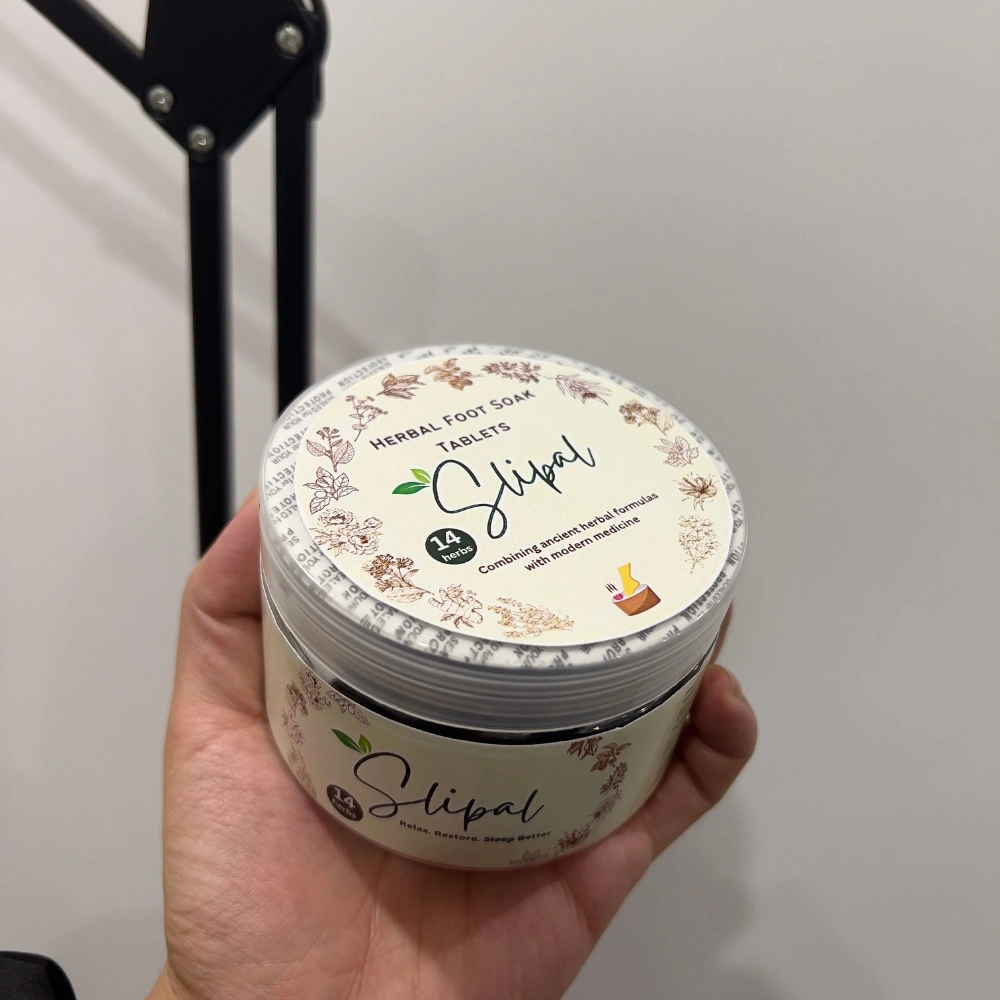 HERBAL FOOT SOAK
TABLETS
Slipal
14
herbs
Combining ancient herbal formulas
with modern medicine
Slipal
14
herbs
Relax. Restore. Sleep Better